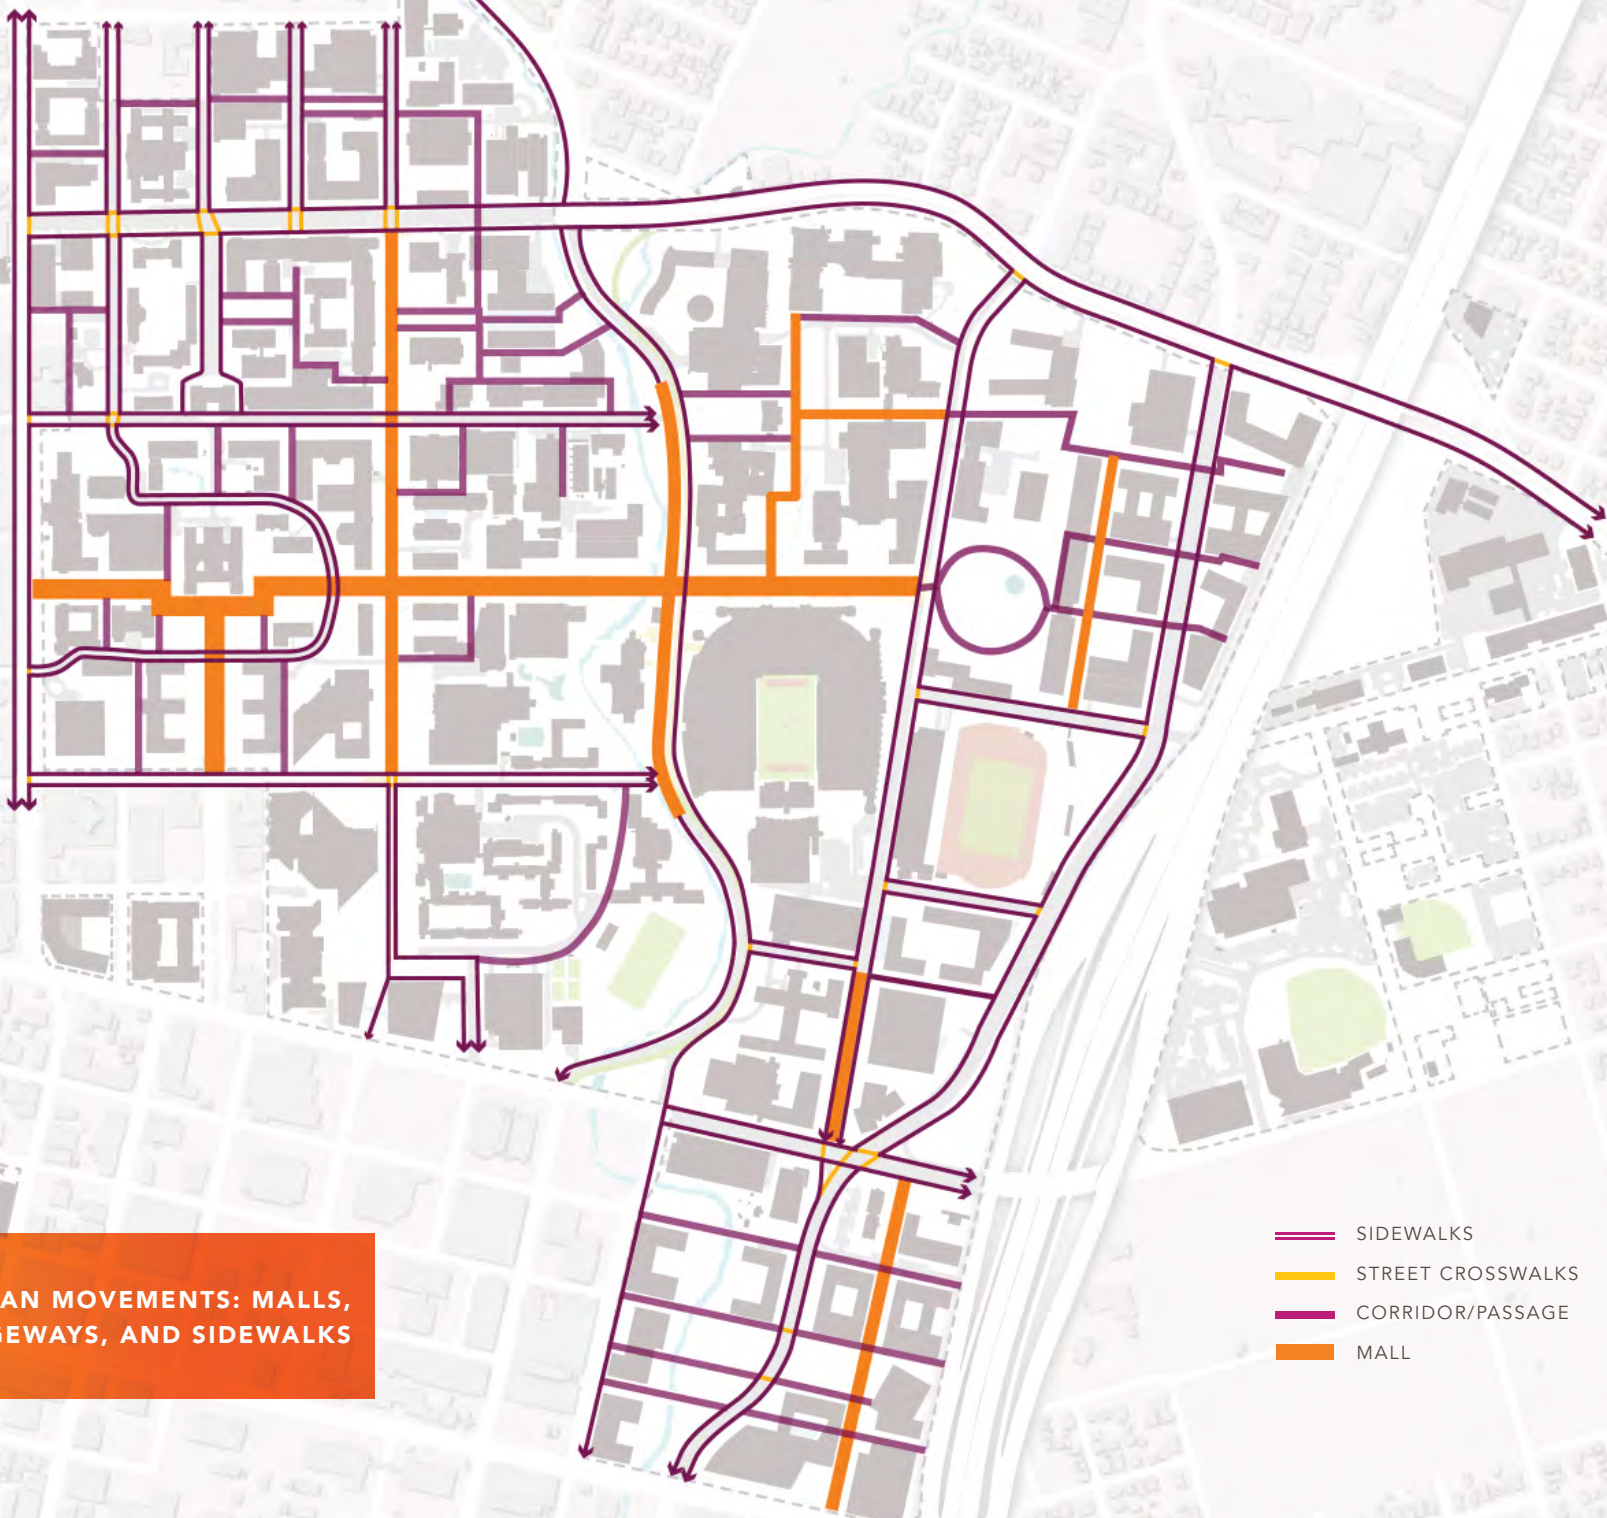 AN MOVEMENTS: MALLS,
EWAYS, AND SIDEWALKS
SIDEWALKS
STREET CROSSWALKS
CORRIDOR/PASSAGE
MALL